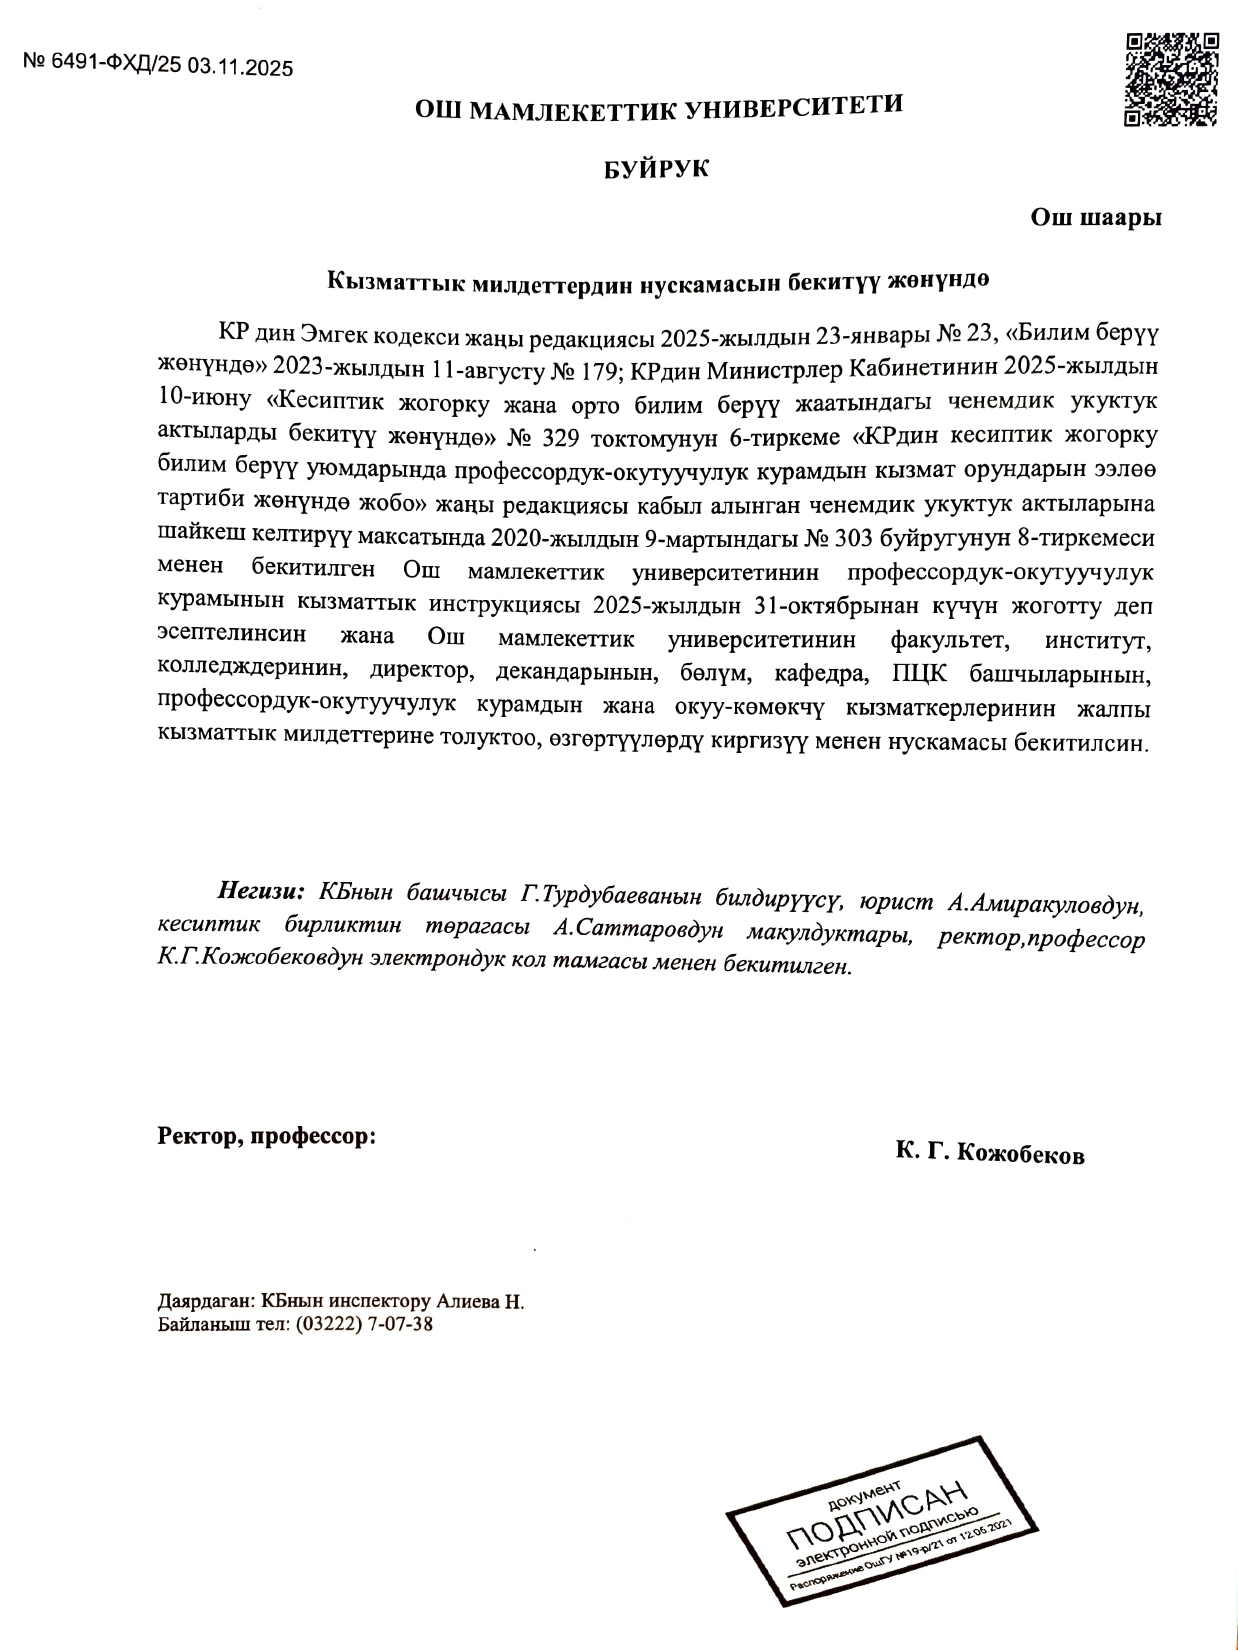 № 6491-ФХД/25 03.11.2025
ОШ МАМЛЕКЕТТИК УНИВЕРСИТЕТИ
БУЙРУК
Ош шаары
Кызматтык милдеттердин нускамасын бекитүү жөнүндө
КР дин Эмгек кодекси жаңы редакциясы 2025-жылдын 23-январы № 23, «Билим берүү
жөнүндө» 2023-жылдын 11-августу № 179; КРдин Министрлер Кабинетинин 2025-жылдын
10-июну «Кесиптик жогорку жана орто билим берүү жаатындагы ченемдик укуктук
актыларды бекитүү жөнүндө» № 329 токтомунун 6-тиркеме «КРдин кесиптик жогорку
билим берүү уюмдарында профессордук-окутуучулук курамдын кызмат орундарын ээлөө
тартиби жөнүндө жобо» жаңы редакциясы кабыл алынган ченемдик укуктук актыларына
шайкеш келтирүү максатында 2020-жылдын 9-мартындагы № 303 буйругунун 8-тиркемеси
менен бекитилген Ош мамлекеттик университетинин профессордук-окутуучулук
курамынын кызматтык инструкциясы 2025-жылдын 31-октябрынан күчүн жоготту деп
эсептелинсин жана Ош мамлекеттик университетинин факультет, институт,
колледждеринин, директор, декандарынын, бөлүм, кафедра, ПЦК башчыларынын,
профессордук-окутуучулук курамдын жана окуу-көмөкчү кызматкерлеринин жалпы
кызматтык милдеттерине толуктоо, өзгөртүүлөрдү киргизүү менен нускамасы бекитилсин.
Негизи: КБнын башчысы Г.Турдубаеванын билдирүүсү, юрист А.Амиракуловдун,
кесиптик бирликтин төрагасы А.Саттаровдун макулдуктары, ректор,профессор
К.Г.Кожобековдун электрондук кол тамгасы менен бекитилген.
Ректор, профессор:
К. Г. Кожобеков
Даярдаган: КБнын инспектору Алиева Н.
Байланыш тел: (03222) 7-07-38
документ
ПОДПИСАН
электронной подписью
Распоряжение ОшГУ №19-р/21 от 12.05.2021